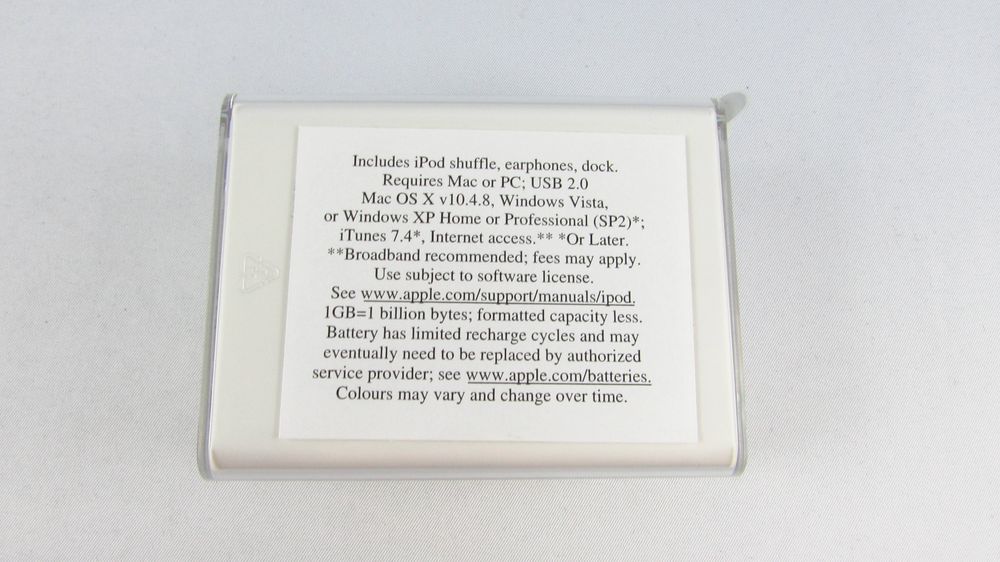 Includes iPod shuffle, earphones, dock.
Requires Mac or PC; USB 2.0
Mac OS X v10.4.8, Windows Vista,
or Windows XP Home or Professional (SP2)*;
iTunes 7.4*, Internet access.** *Or Later.
**Broadband recommended; fees may apply.
Use subject to software license.
See www.apple.com/support/manuals/ipod.
1GB=1 billion bytes; formatted capacity less.
Battery has limited recharge cycles and may
eventually need to be replaced by authorized
service provider; see www.apple.com/batteries.
Colours may vary and change over time.